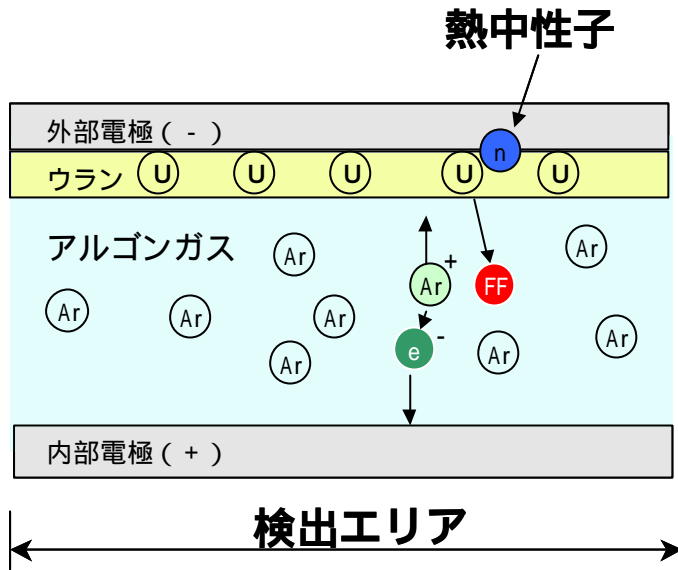 熱中性子
外部電極 ( - )
n
ウラン U U U U U
アルゴンガス
Ar Ar
Ar + FF
Ar Ar Ar
e - Ar Ar
Ar
内部電極 ( + )
検出エリア